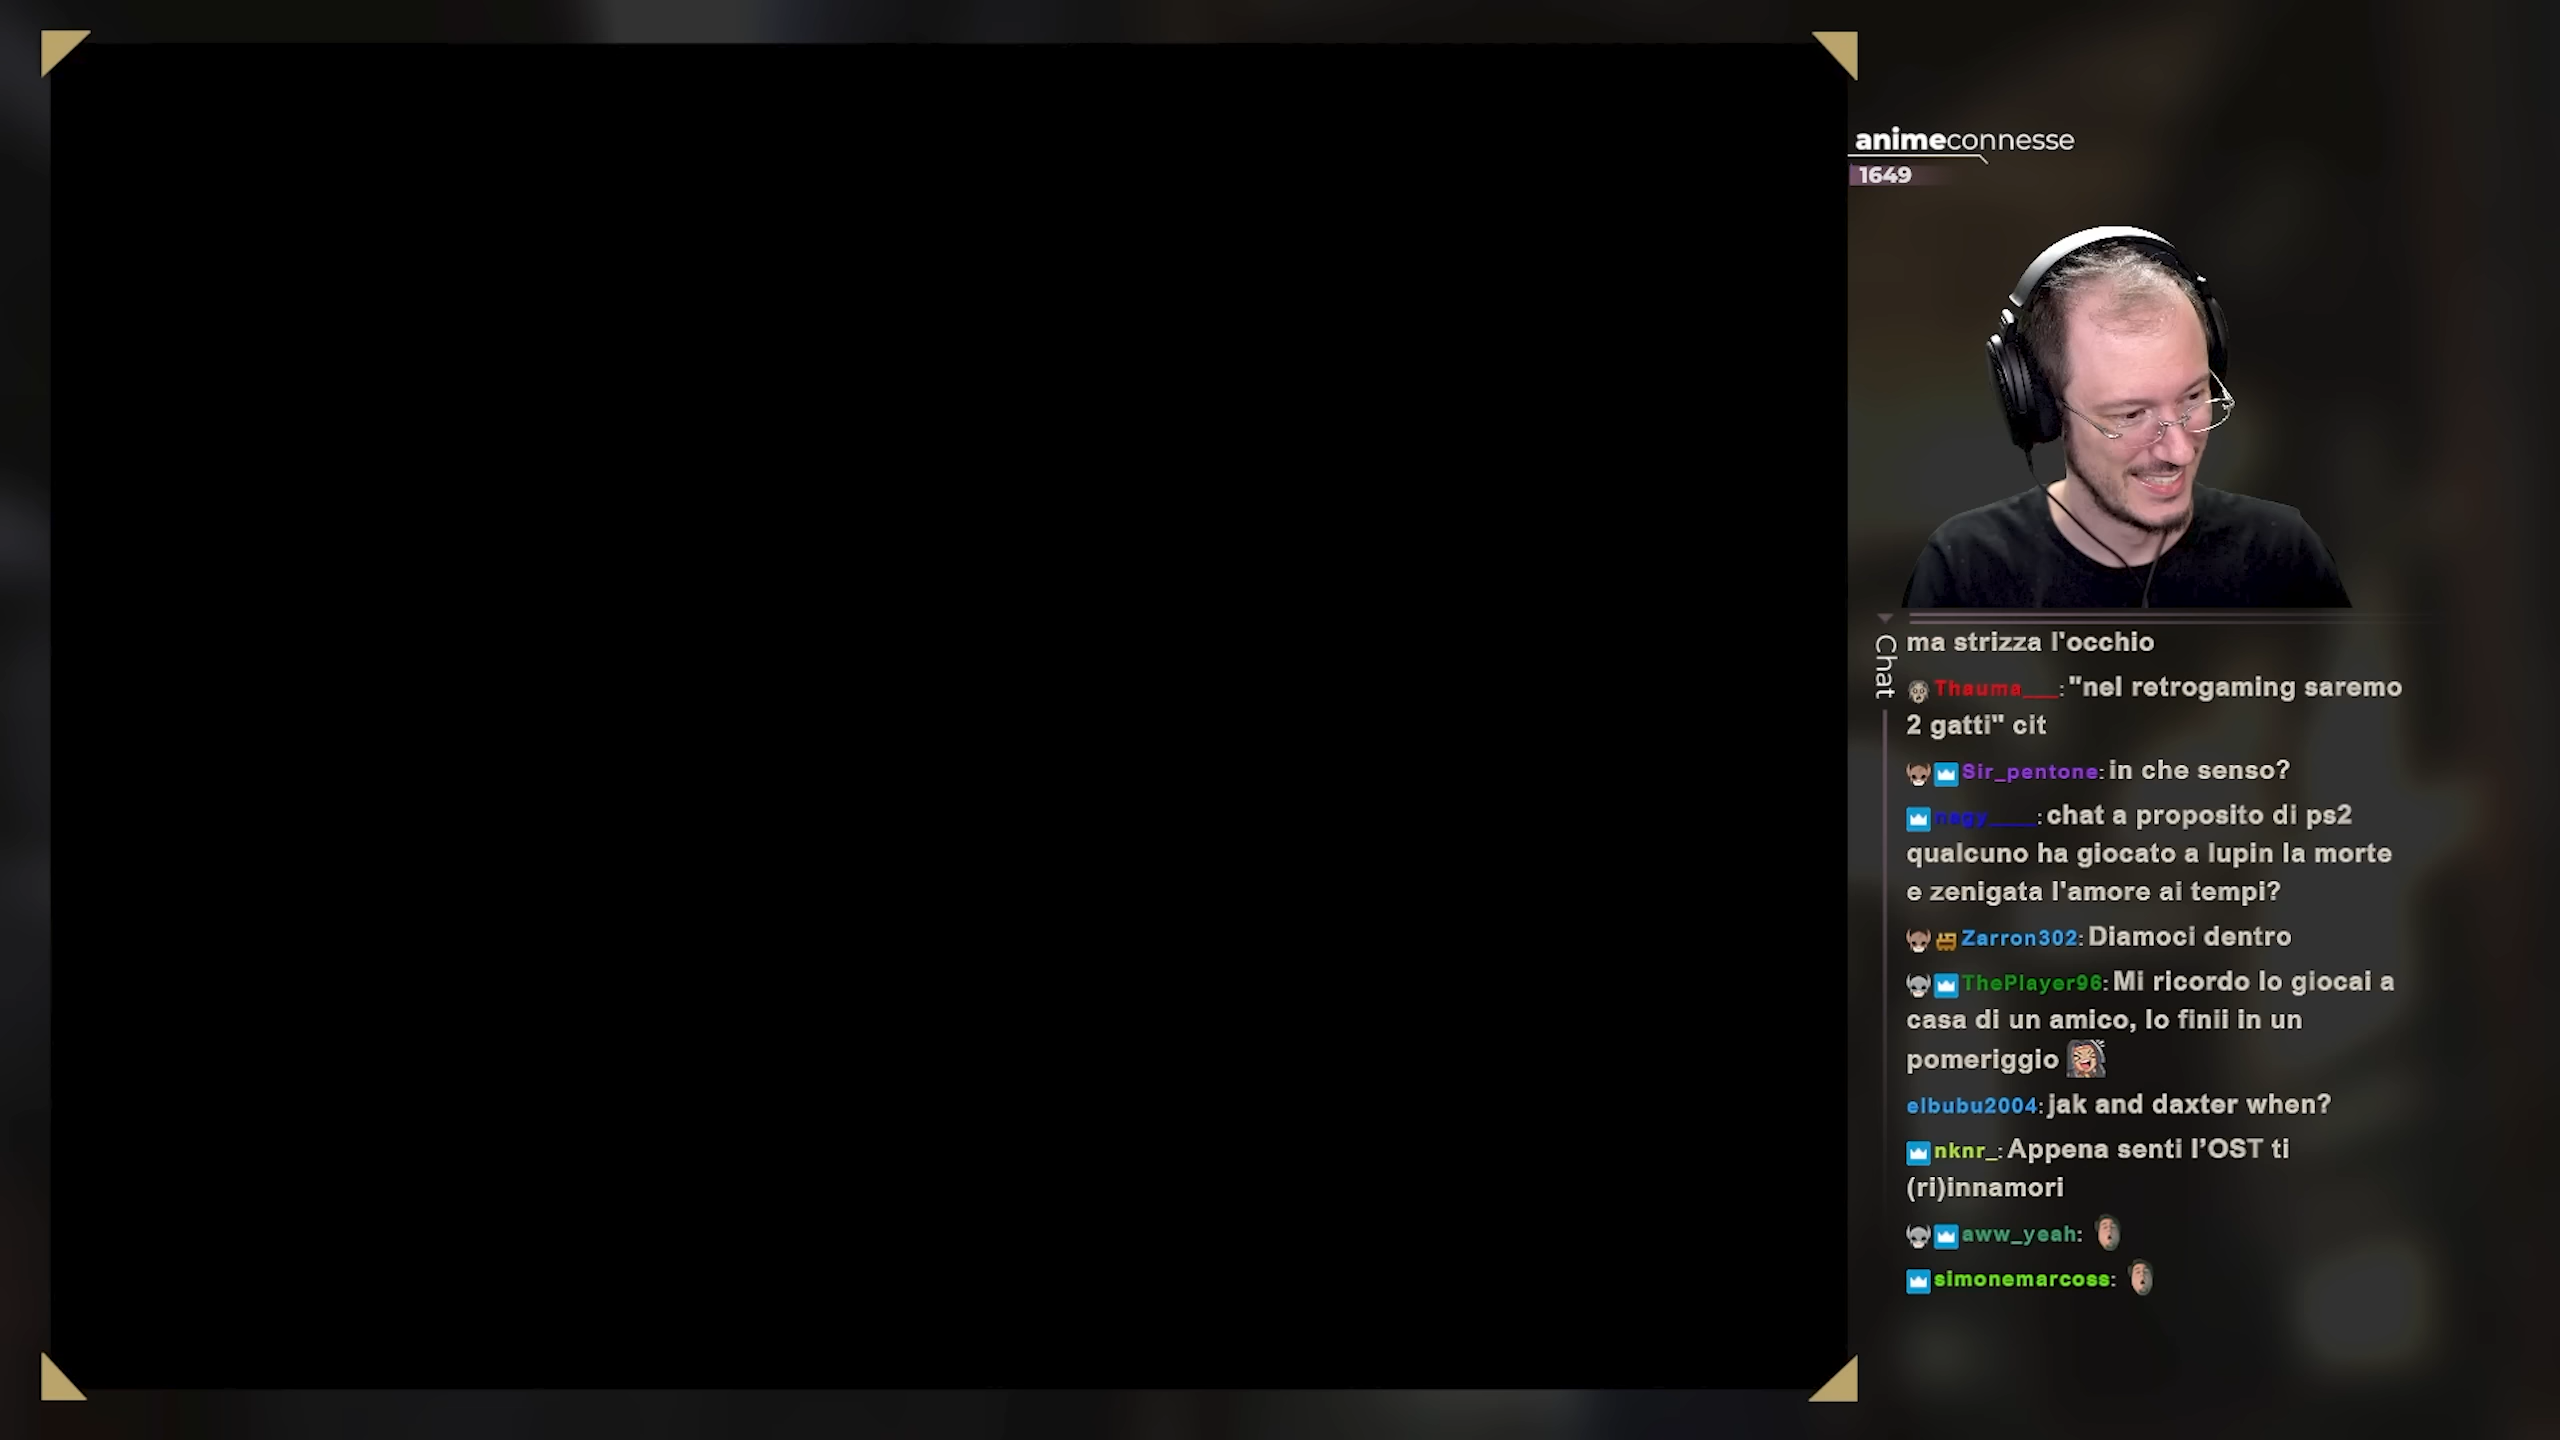 animeconnesse
1649
Chat
ma strizza l'occhio
Thauma___: "nel retrogaming saremo
2 gatti" cit
Sir_pentone: in che senso?
nagy____: chat a proposito di ps2
qualcuno ha giocato a lupin la morte
e zenigata l'amore ai tempi?
Zarron302: Diamoci dentro
ThePlayer96: Mi ricordo lo giocai a
casa di un amico, lo finii in un
pomeriggio
elbubu2004: jak and daxter when?
nknr_: Appena senti l’OST ti
(ri)innamori
aww_yeah:
simonemarcoss: